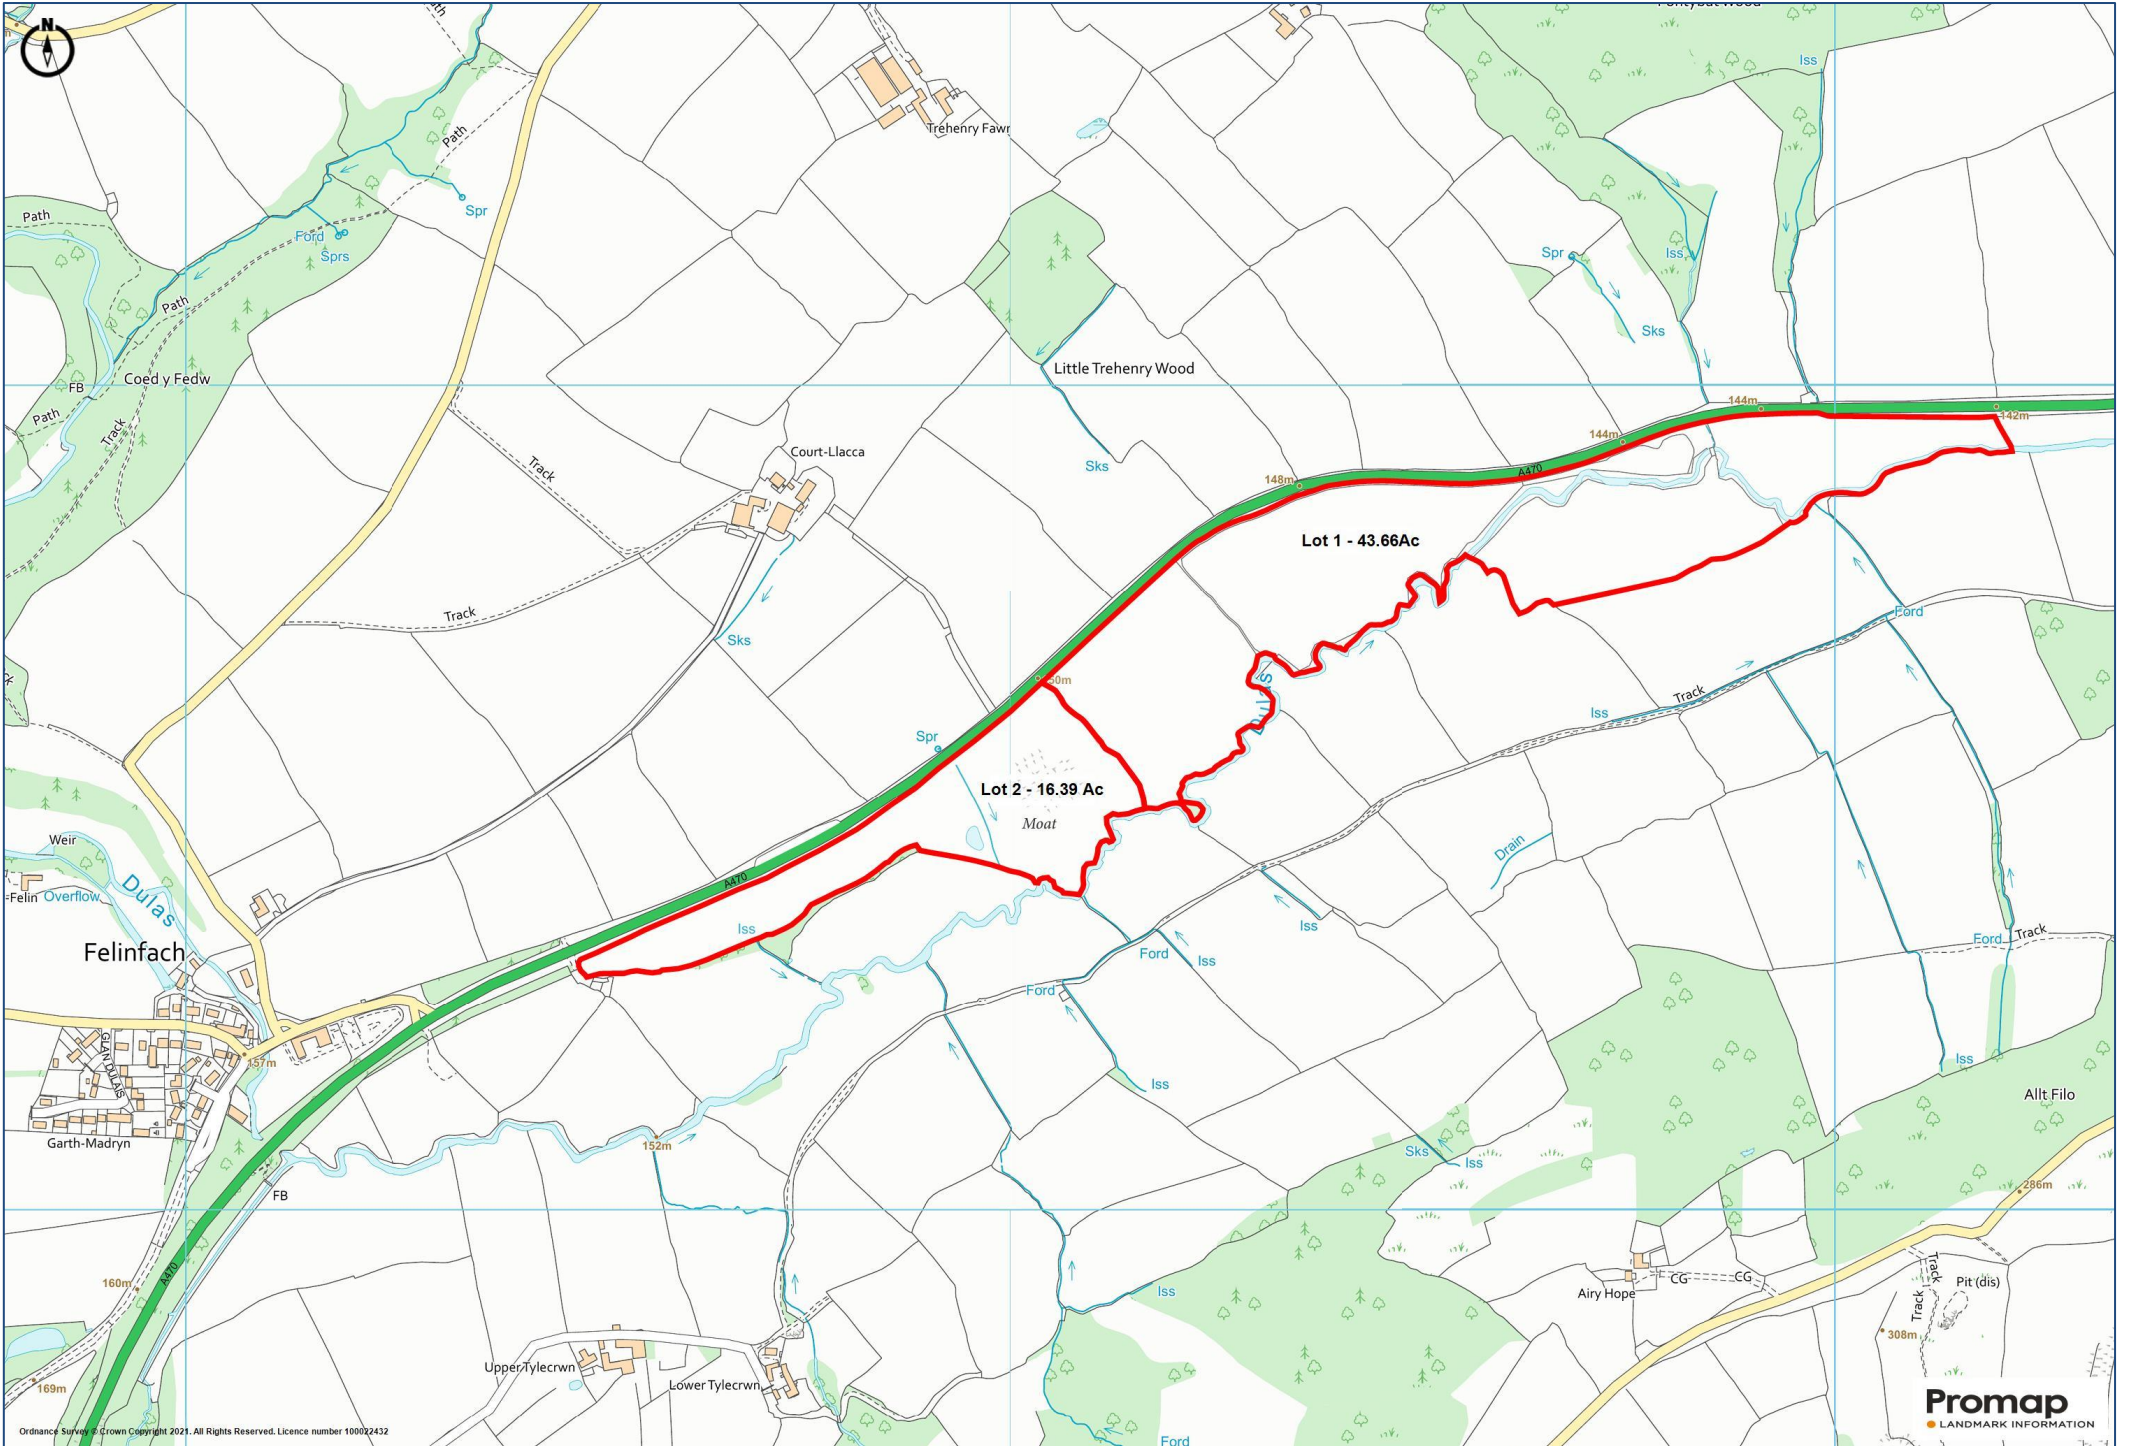 N
Path
Spr
Ford
Sprs
Path
Path
Coed y Fedw
FB
Path
Track
Trehenry Fawr
Iss
Spr
Iss
Sks
Little Trehenry Wood
Sks
144m
142m
144m
A470
148m
Court-Llacca
Track
Track
Sks
Lot 1 - 43.66Ac
Ford
Dulas
Track
Iss
Spr
Lot 2 - 16.39 Ac
Moat
Drain
Weir
-Felin
Overflow
Dulas
Felinfach
A470
Iss
Iss
Ford
Iss
Ford
Ford
Track
Iss
Iss
GLAN DULAIS
157m
Garth-Madryn
152m
FB
Allt Filo
Sks
Iss
286m
160m
A470
Iss
Airy Hope
CG
CG
Track
Track
Pit (dis)
308m
Upper Tylecrwn
Lower Tylecrwn
169m
Ford
Promap
LANDMARK INFORMATION
Ordnance Survey © Crown Copyright 2021. All Rights Reserved. Licence number 100022432